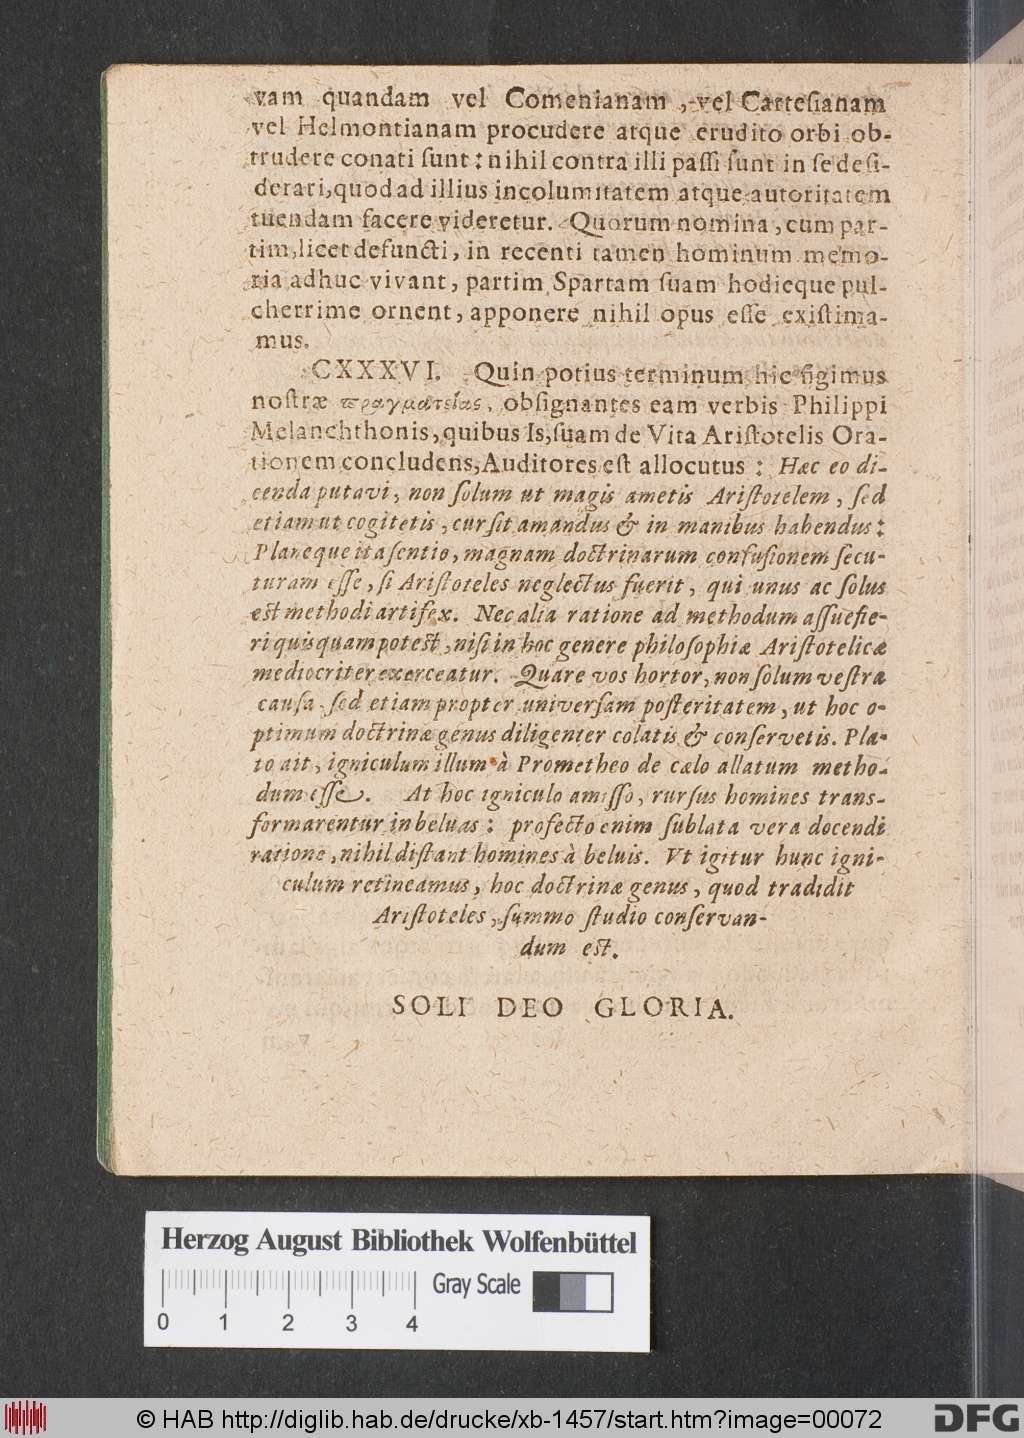 vam quandam vel Comenianam, vel Cartesianam
vel Helmontianam procudere atque erudito orbi ob-
trudere conati sunt: nihil contra illi passi sunt in se desi-
derari, quod ad illius incolumitatem atque autoritatem
tuendam facere videretur. Quorum nomina, cum par-
tim, licet defuncti, in recenti tamen hominum memo-
ria adhuc vivant, partim Spartam suam hodieque pul-
cherrime ornent, apponere nihil opus esse existima-
mus.
CXXXVI. Quin potius terminum hic figimus
nostræ πραγματείας, obsignantes eam verbis Philippi
Melanchthonis, quibus Is, suam de Vita Aristotelis Ora-
tionem concludens, Auditores est allocutus: Hæc eo di-
cenda putavi, non solum ut magis ametis Aristotelem, sed
etiam ut cogitetis, cur sit amandus & in manibus habendus:
Plane que ita sentio, magnam doctrinarum confusionem secu-
turam esse, si Aristoteles neglectus fuerit, qui unus ac solus
est methodi artifex. Nec alia ratione ad methodum assuefie-
ri quisquam potest, nisi in hoc genere philosophiæ Aristotelicæ
mediocriter exerceatur. Quare vos hortor, non solum vestra
causa sed etiam propter universam posteritatem, ut hoc o-
ptimum doctrinæ genus diligenter colatis & conservetis. Pla-
to ait, igniculum illum à Prometheo de cœlo allatum metho-
dum esse. At hoc igniculo amisso, rursus homines trans-
formarentur in beluas: profecto enim sublata vera docendi
ratione, nihil distant homines à beluis. Vt igitur hunc igni-
culum retineamus, hoc doctrinæ genus, quod tradidit
Aristoteles, summo studio conservan-
dum est.
SOLI DEO GLORIA.
Herzog August Bibliothek Wolfenbüttel
Gray Scale
0 1 2 3 4
© HAB http://diglib.hab.de/drucke/xb-1457/start.htm?image=00072
DFG